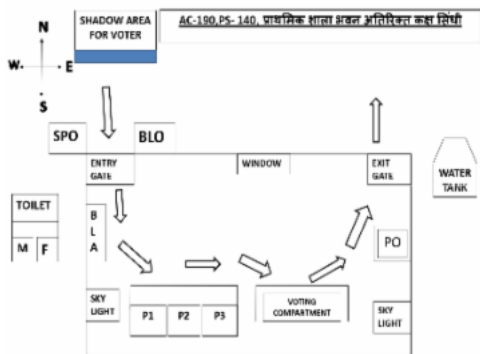 N
W
E
S
SHADOW AREA
FOR VOTER
AC-190,PS- 140, प्राथमिक शाला भवन अतिरिक्त कक्ष सिंघी
SPO
BLO
ENTRY
GATE
WINDOW
EXIT
GATE
WATER
TANK
TOILET
M
F
B
L
A
PO
SKY
LIGHT
P1
P2
P3
VOTING
COMPARTMENT
SKY
LIGHT